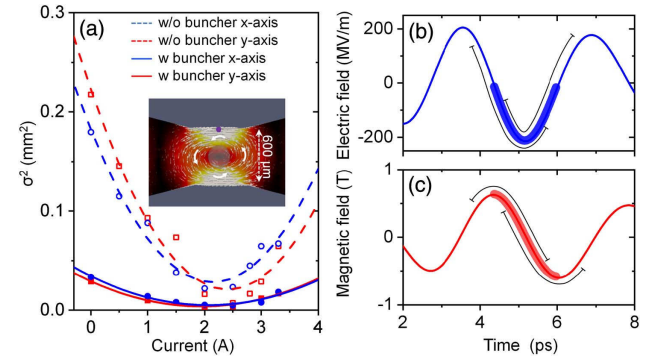 (a)
w/o buncher x-axis
w/o buncher y-axis
w buncher x-axis
w buncher y-axis
600 μm
σ² (mm²)
0.3
0.2
0.1
0.0
0 1 2 3 4
Current (A)
(b)
Electric field (MV/m)
200
0
-200
(c)
Magnetic field (T)
1
0
-1
2 4 6 8
Time (ps)